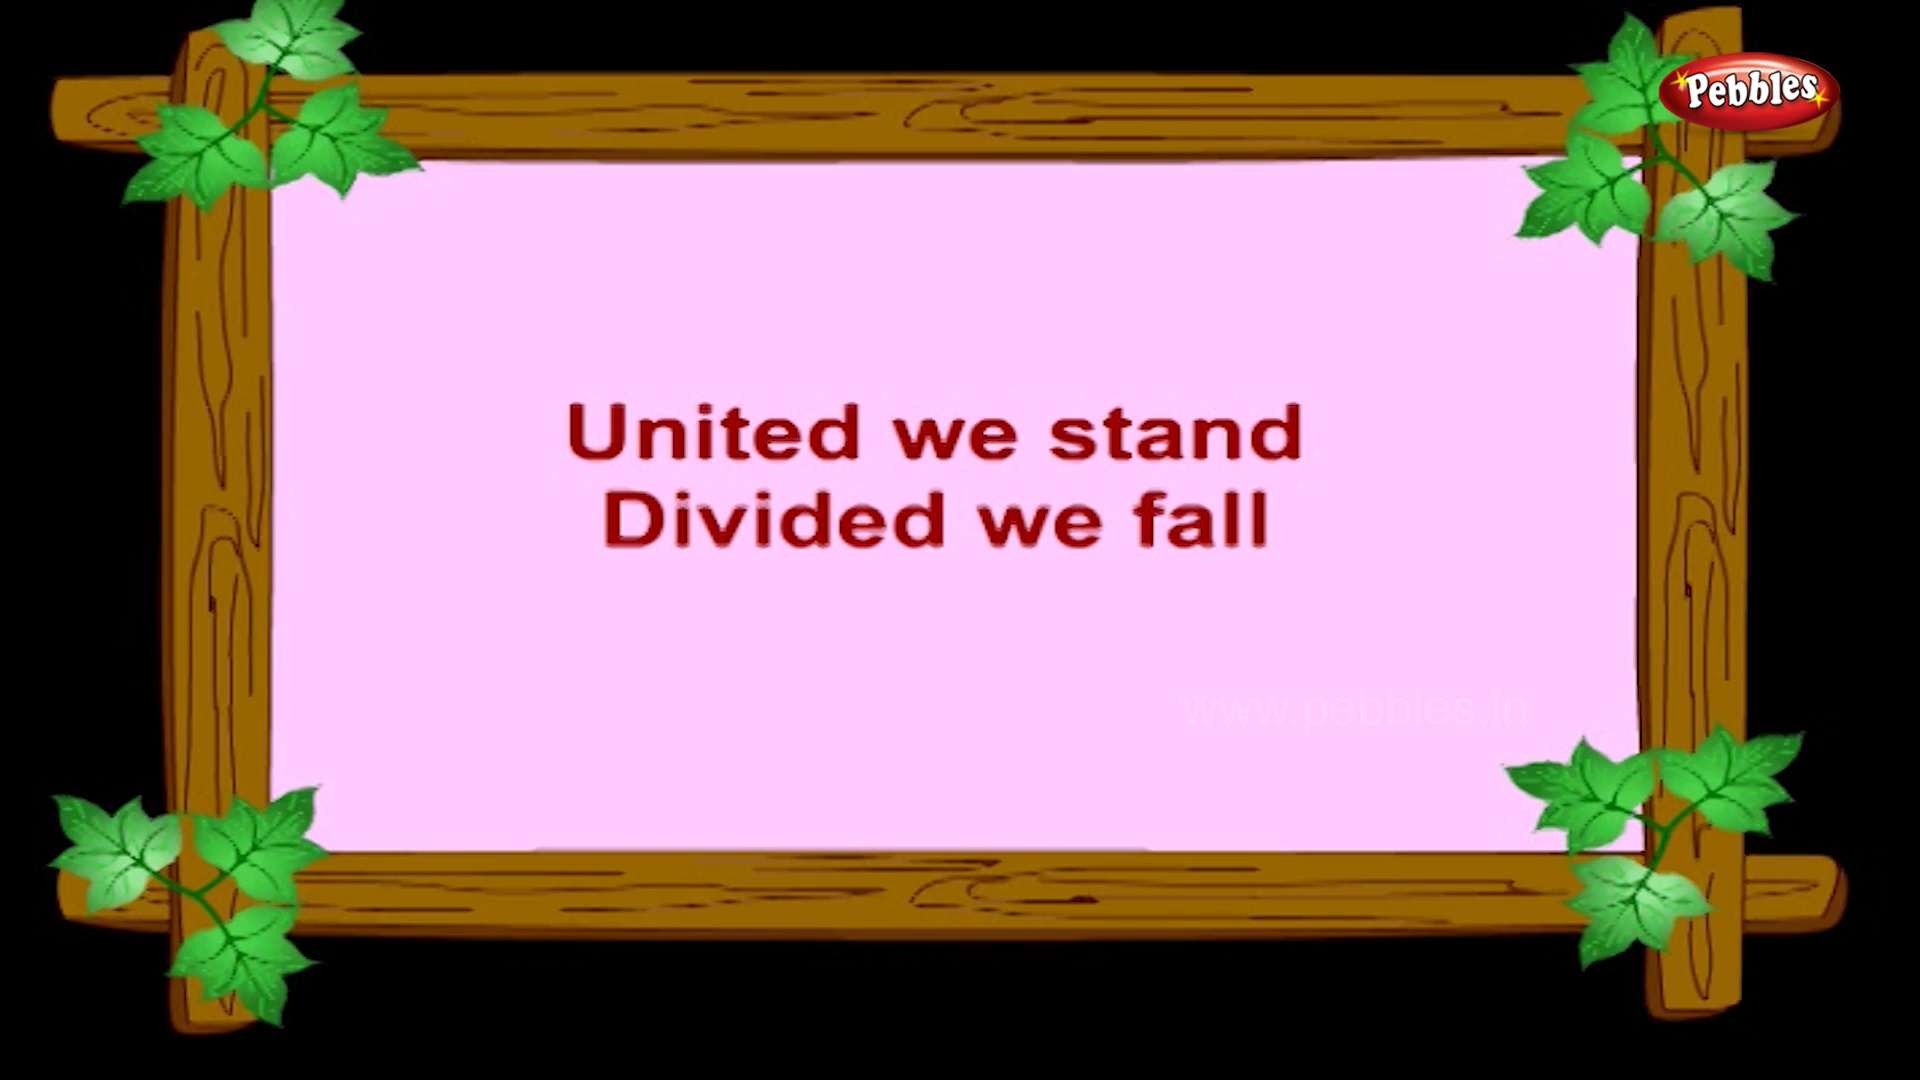 Pebbles
United we stand
Divided we fall
www.pebbles.in